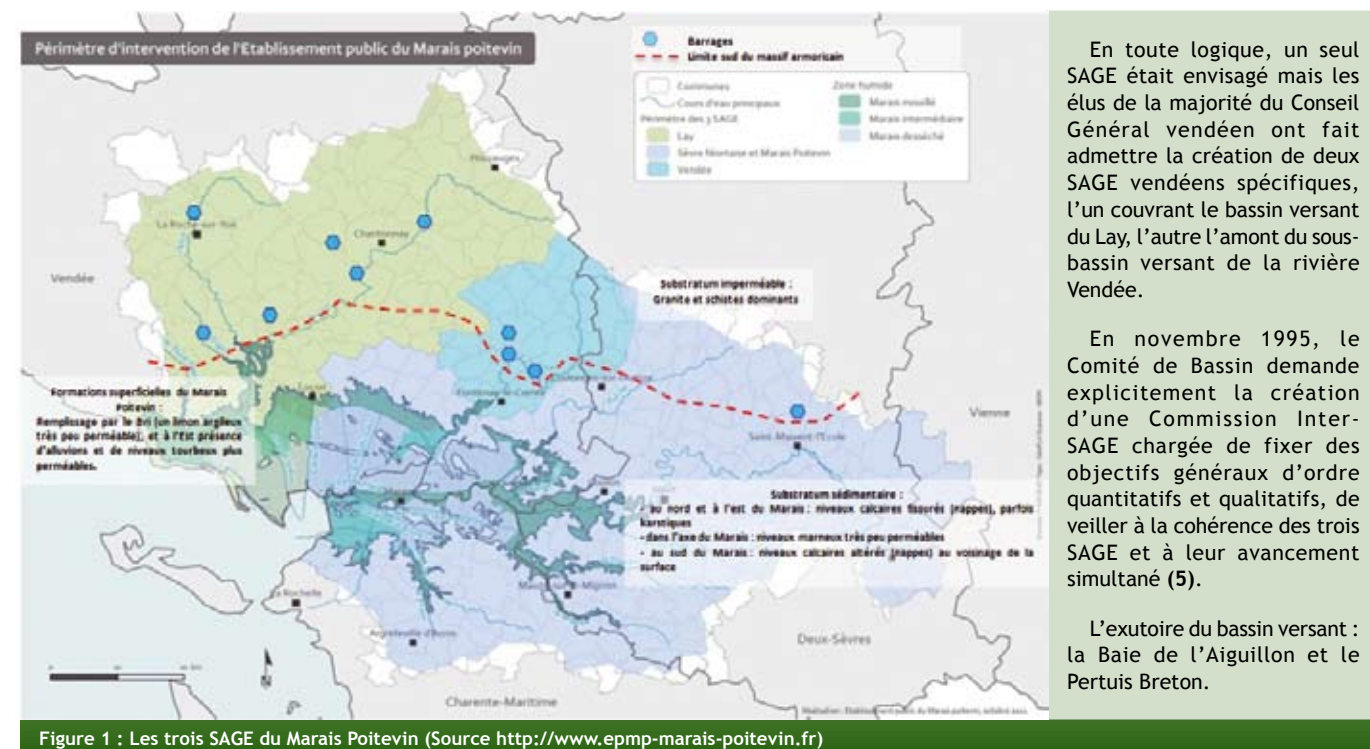 Périmètre d'intervention de l'Etablissement public du Marais poitevin
Barrages
Limite sud du massif armoricain
Communes
Cours d'eau principaux
Périmètre des 3 SAGE
Lay
Sèvre Niortaise et Marais Poitevin
Vendée
Zone humide
Marais mouillé
Marais intermédiaire
Marais desséché
Pouzauges
La Roche-sur-Yon
Chantonnay
Vendée
Substratum imperméable :
Granite et schistes dominants
Formations superficielles du Marais
Poitevin :
Remplissage par le Bri (un limon argileux
très peu perméable), et à l'Est présence
d'alluvions et de niveaux tourbeux plus
perméables.
Luçon
Fontenay-le-Comte
Vienne
Saint-Maixent l'Ecole
Substratum sédimentaire :
- au nord et à l'est du Marais : niveaux calcaires fissurés (nappes), parfois
karstiques
- dans l'axe du Marais : niveaux marneux très peu perméables
- au sud du Marais : niveaux calcaires altérés (nappes) au voisinage de la
surface
La Rochelle
Aigrefeuille d'Aunis
Deux-Sèvres
Charente-Maritime
N
En toute logique, un seul
SAGE était envisagé mais les
élus de la majorité du Conseil
Général vendéen ont fait
admettre la création de deux
SAGE vendéens spécifiques,
l'un couvrant le bassin versant
du Lay, l'autre l'amont du sous-
bassin versant de la rivière
Vendée.
En novembre 1995, le
Comité de Bassin demande
explicitement la création
d'une Commission Inter-
SAGE chargée de fixer des
objectifs généraux d'ordre
quantitatifs et qualitatifs, de
veiller à la cohérence des trois
SAGE et à leur avancement
simultané (5).
L'exutoire du bassin versant :
la Baie de l'Aiguillon et le
Pertuis Breton.
Figure 1 : Les trois SAGE du Marais Poitevin (Source http://www.epmp-marais-poitevin.fr)